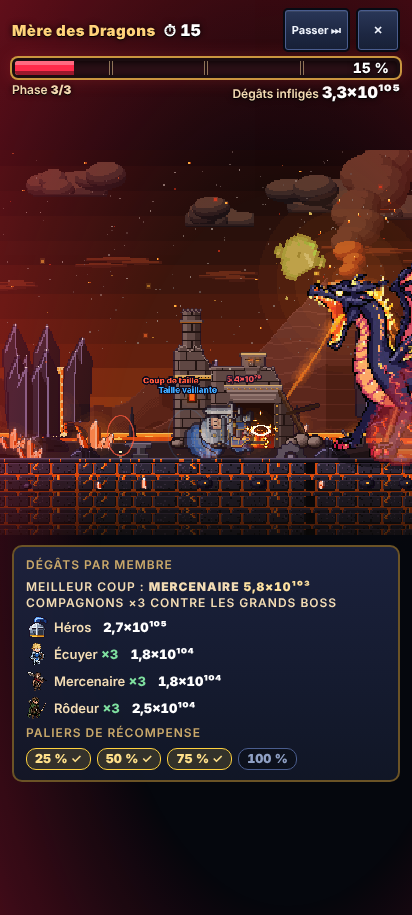 Mère des Dragons ⏱ 15
Passer ⏭
×
15 %
Phase 3/3
Dégâts infligés 3,3×10¹⁰⁵
Coup de taille
Taille vaillante
DÉGÂTS PAR MEMBRE
MEILLEUR COUP : MERCENAIRE 5,8×10¹⁰³
COMPAGNONS ×3 CONTRE LES GRANDS BOSS
Héros 2,7×10¹⁰⁵
Écuyer ×3 1,8×10¹⁰⁴
Mercenaire ×3 1,8×10¹⁰⁴
Rôdeur ×3 2,5×10¹⁰⁴
PALIERS DE RÉCOMPENSE
25 % ✓ 50 % ✓ 75 % ✓ 100 %